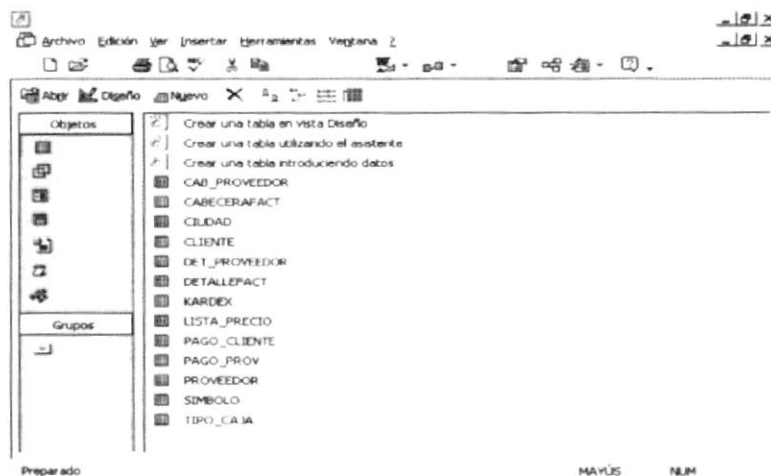 Archivo Edición Ver Insertar Herramientas Ventana ?
Abrir Diseño Nuevo
Objetos
Crear una tabla en vista Diseño
Crear una tabla utilizando el asistente
Crear una tabla introduciendo datos
CAB_PROVEEDOR
CABECERAFACT
CIUDAD
CLIENTE
DET_PROVEEDOR
DETALLEFACT
KARDEX
LISTA_PRECIO
PAGO_CLIENTE
PAGO_PROV
PROVEEDOR
SIMBOLO
TIPO_CAJA
Grupos
Preparado MAYÚS NUM